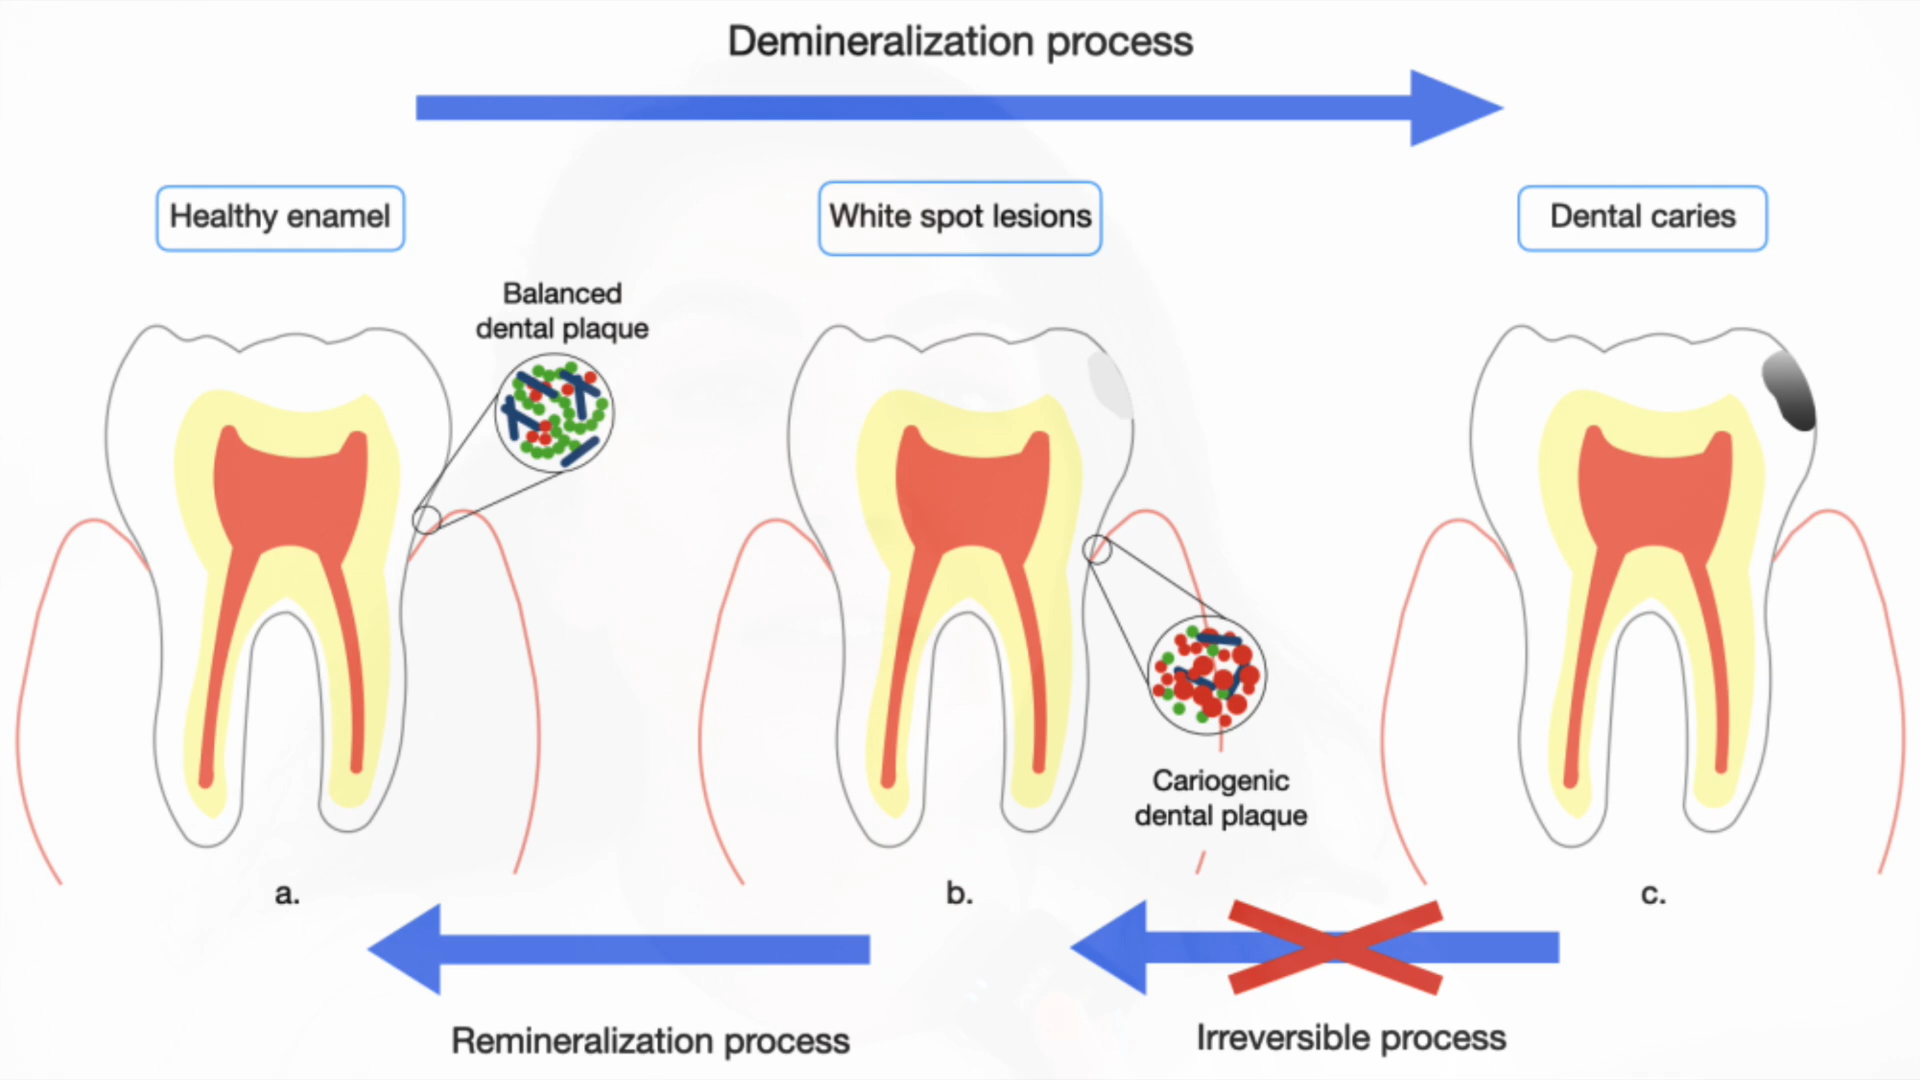 Demineralization process
Healthy enamel
White spot lesions
Dental caries
Balanced
dental plaque
Cariogenic
dental plaque
a.
b.
c.
Remineralization process
Irreversible process